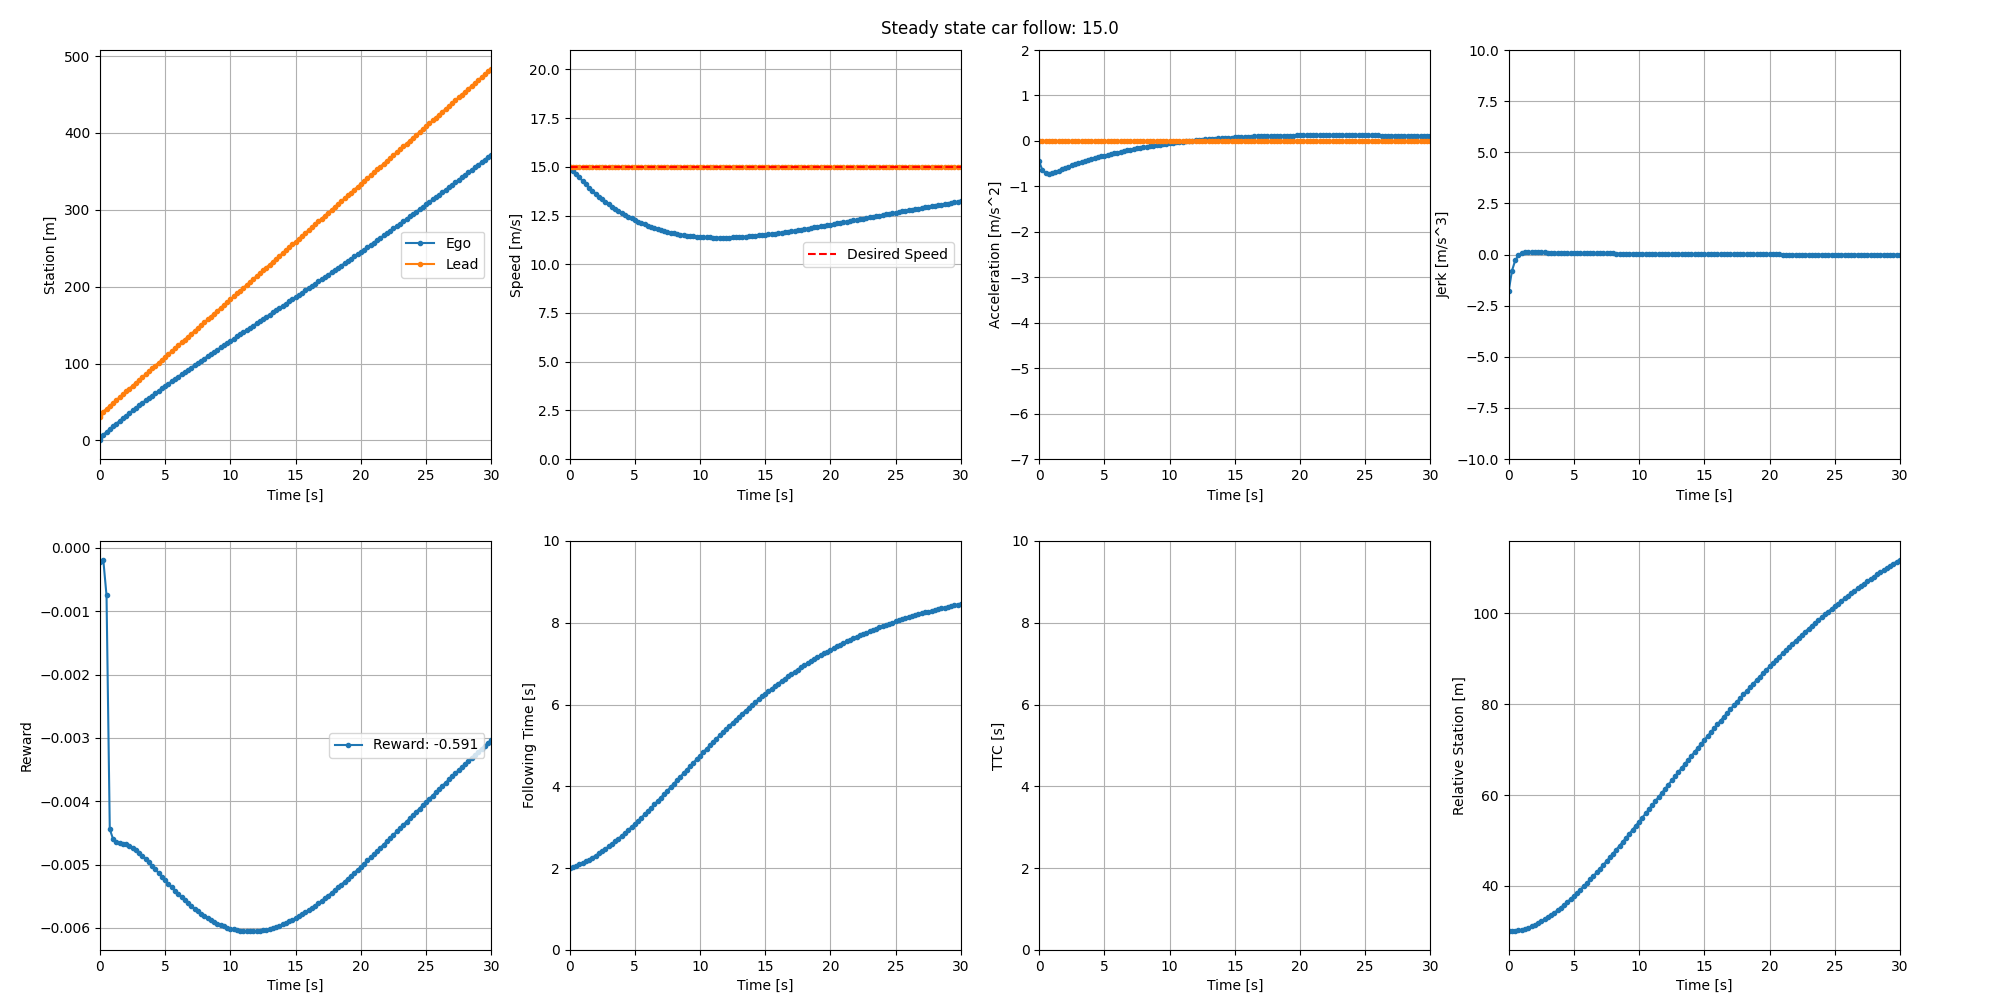 Steady state car follow: 15.0
500
400
300
200
100
0
Station [m]
Ego
Lead
0 5 10 15 20 25 30
Time [s]
20.0
17.5
15.0
12.5
10.0
7.5
5.0
2.5
0.0
Speed [m/s]
Desired Speed
0 5 10 15 20 25 30
Time [s]
2
1
0
−1
−2
−3
−4
−5
−6
−7
Acceleration [m/s^2]
0 5 10 15 20 25 30
Time [s]
10.0
7.5
5.0
2.5
0.0
−2.5
−5.0
−7.5
−10.0
Jerk [m/s^3]
0 5 10 15 20 25 30
Time [s]
0.000
−0.001
−0.002
−0.003
−0.004
−0.005
−0.006
Reward
Reward: -0.591
0 5 10 15 20 25 30
Time [s]
10
8
6
4
2
0
Following Time [s]
0 5 10 15 20 25 30
Time [s]
10
8
6
4
2
0
TTC [s]
0 5 10 15 20 25 30
Time [s]
100
80
60
40
Relative Station [m]
0 5 10 15 20 25 30
Time [s]